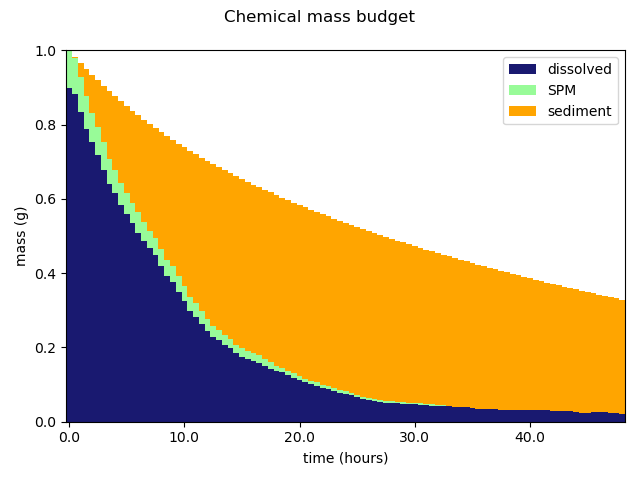 Chemical mass budget
1.0
0.8
0.6
0.4
0.2
0.0
mass (g)
dissolved
SPM
sediment
0.0 10.0 20.0 30.0 40.0
time (hours)